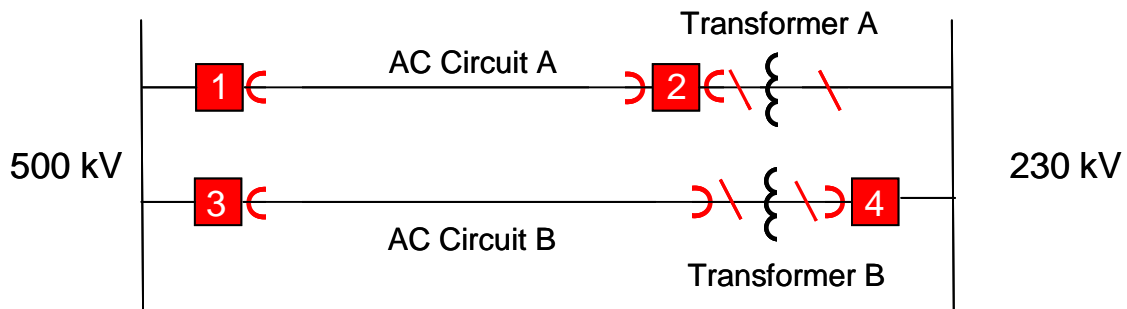 Transformer A
AC Circuit A
1
2
500 kV
230 kV
3
4
AC Circuit B
Transformer B